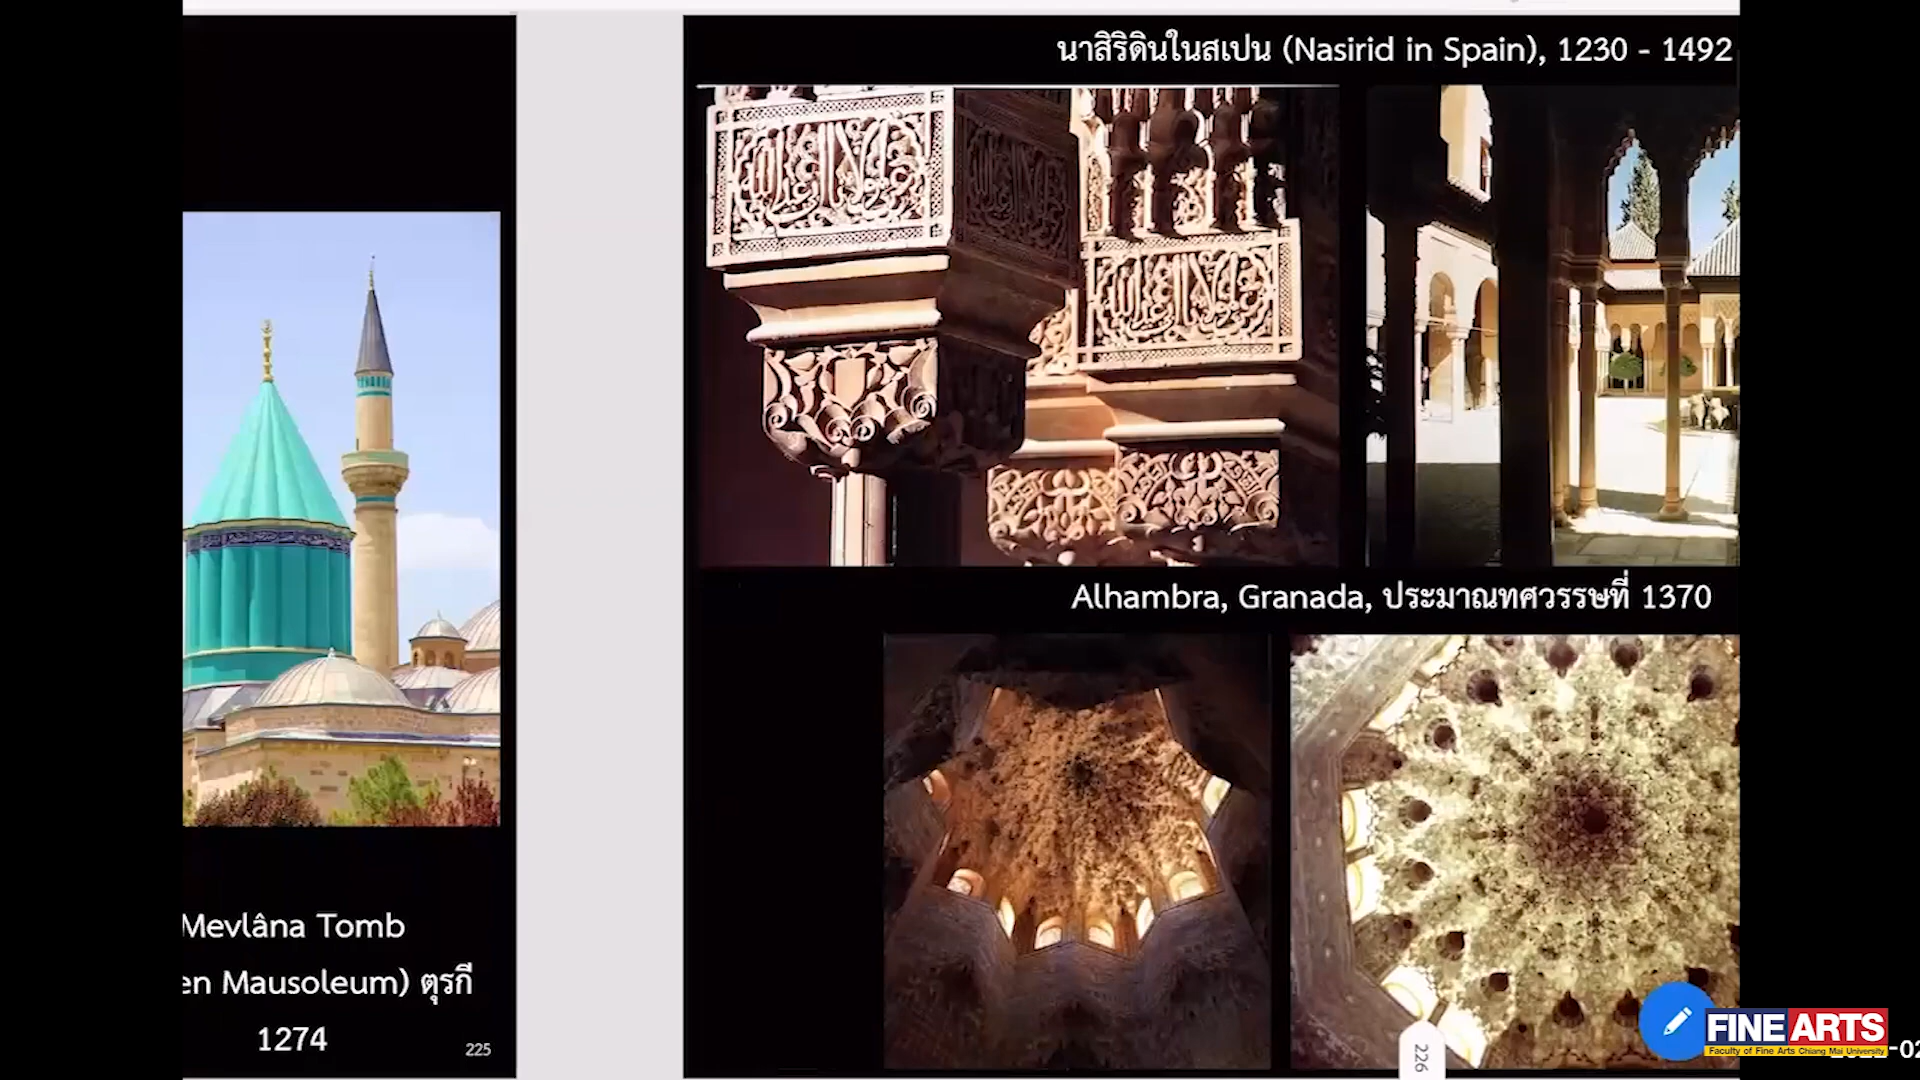 Mevlâna Tomb
en Mausoleum) ตุรกี
1274
225
นาสิริดินในสเปน (Nasirid in Spain), 1230 - 1492
Alhambra, Granada, ประมาณทศวรรษที่ 1370
226
FINE ARTS
Faculty of Fine Arts Chiang Mai University